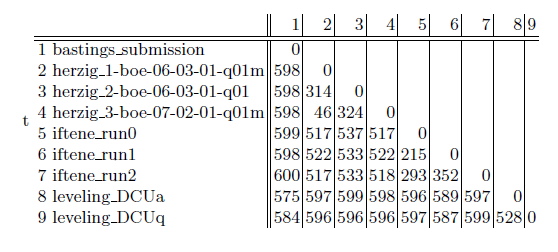 1 2 3 4 5 6 7 8 9
1 bastings_submission 0
2 herzig_1-boe-06-03-01-q01m 598 0
3 herzig_2-boe-06-03-01-q01 598 314 0
4 herzig_3-boe-07-02-01-q01m 598 46 324 0
t 5 iftene_run0 599 517 537 517 0
6 iftene_run1 598 522 533 522 215 0
7 iftene_run2 600 517 533 518 293 352 0
8 leveling_DCUa 575 597 599 598 596 589 597 0
9 leveling_DCUq 584 596 596 596 597 587 599 528 0